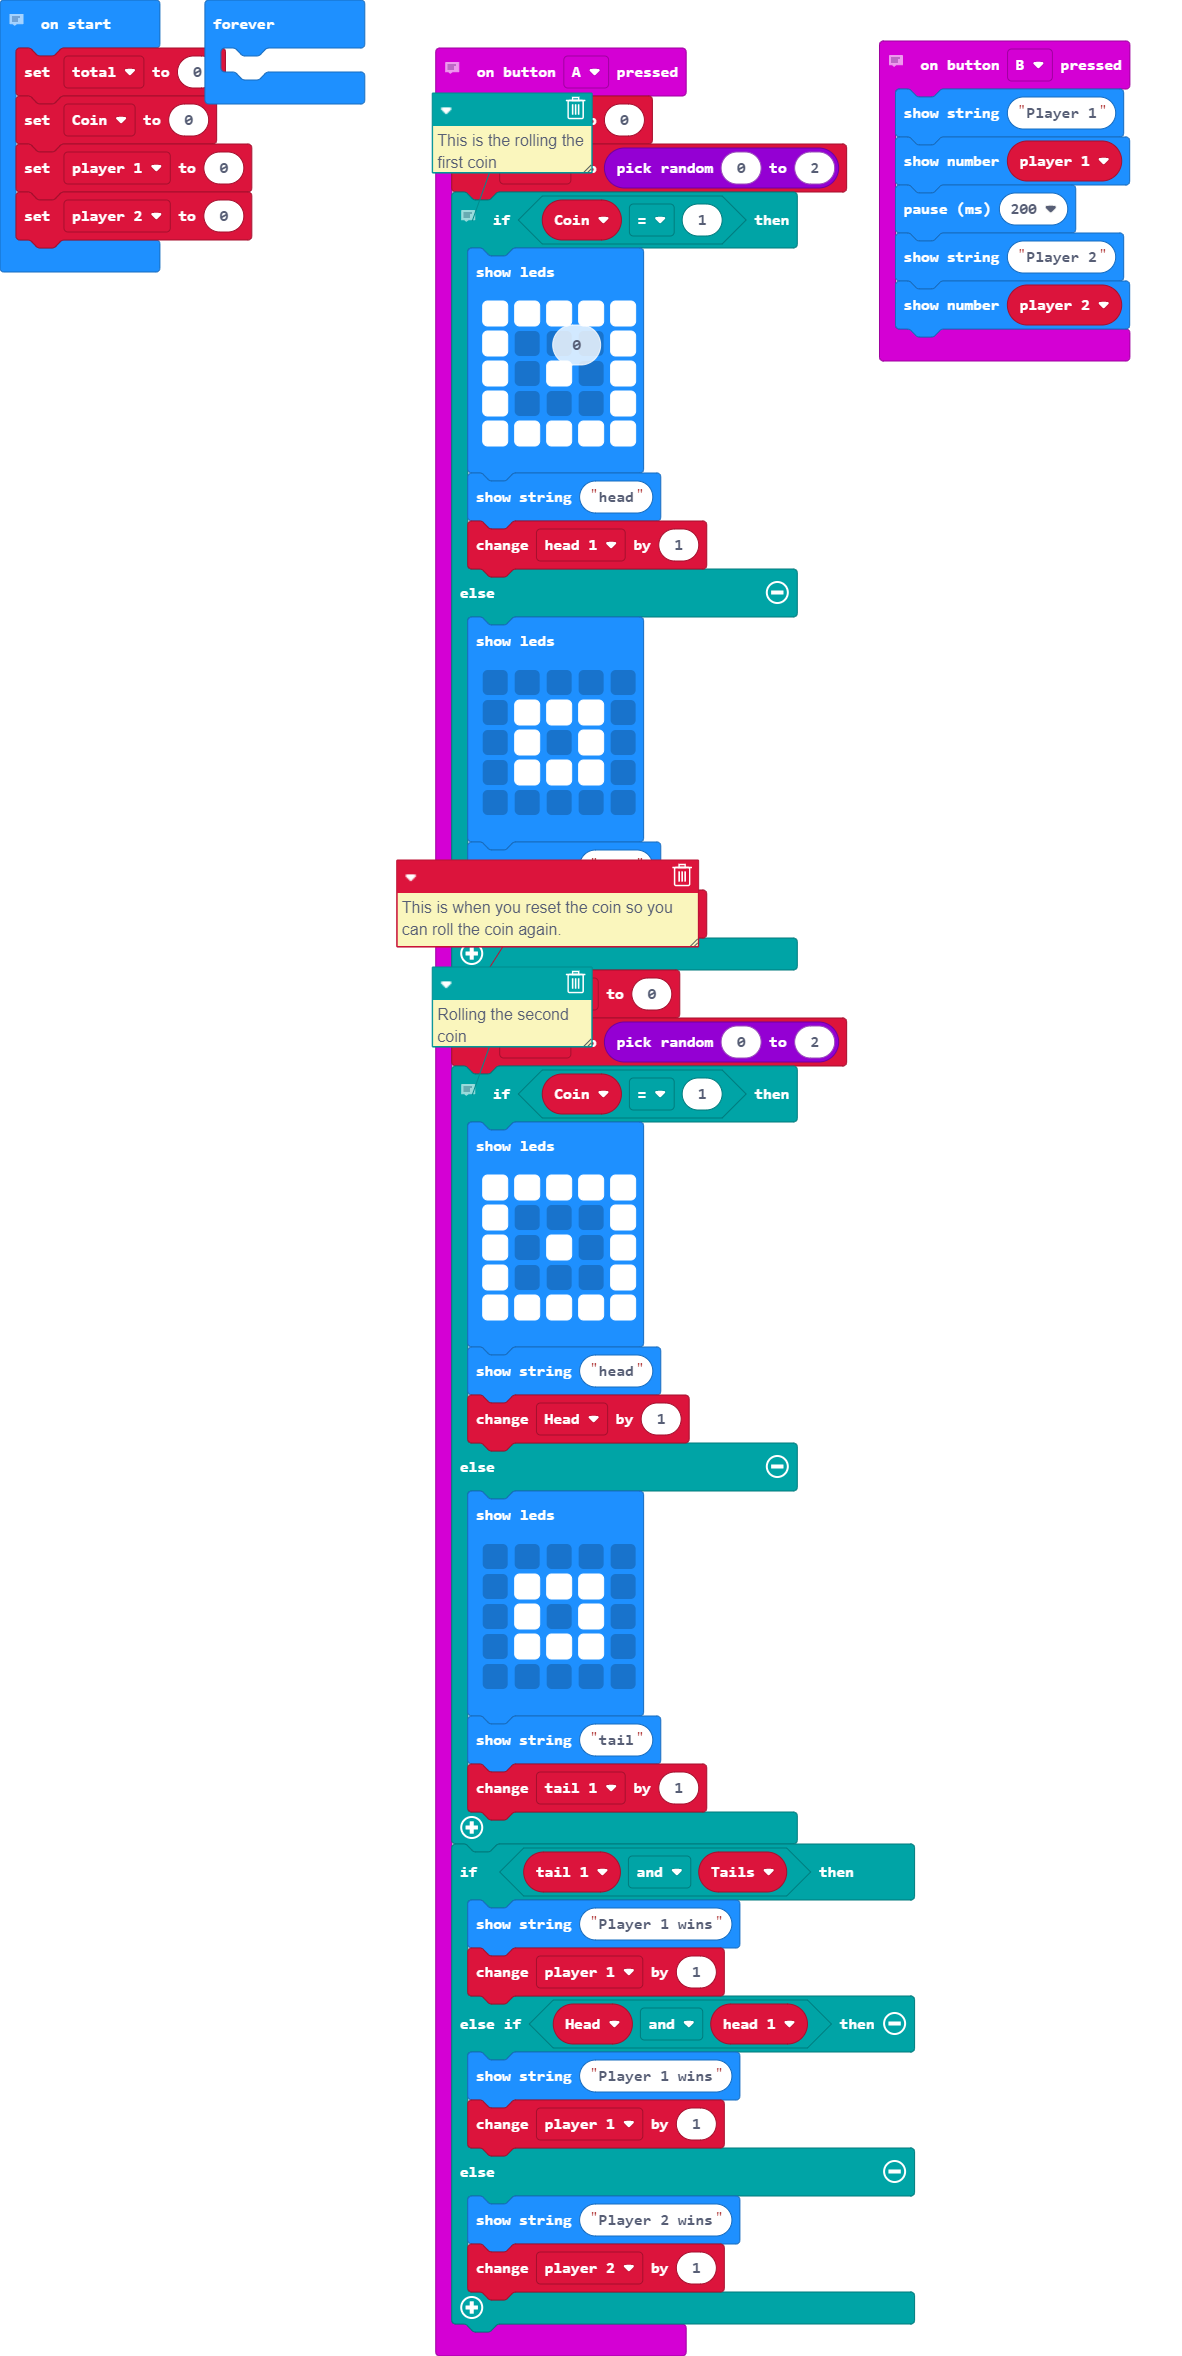 on start
set total to 0
set Coin to 0
set player 1 to 0
set player 2 to 0
forever
on button A pressed
This is the rolling the
first coin
0
pick random 0 to 2
if Coin = 1 then
show leds
0
show string "head"
change head 1 by 1
else
show leds
This is when you reset the coin so you
can roll the coin again.
to 0
Rolling the second
coin
pick random 0 to 2
if Coin = 1 then
show leds
show string "head"
change Head by 1
else
show leds
show string "tail"
change tail 1 by 1
if tail 1 and Tails then
show string "Player 1 wins"
change player 1 by 1
else if Head and head 1 then
show string "Player 1 wins"
change player 1 by 1
else
show string "Player 2 wins"
change player 2 by 1
on button B pressed
show string "Player 1"
show number player 1
pause (ms) 200
show string "Player 2"
show number player 2